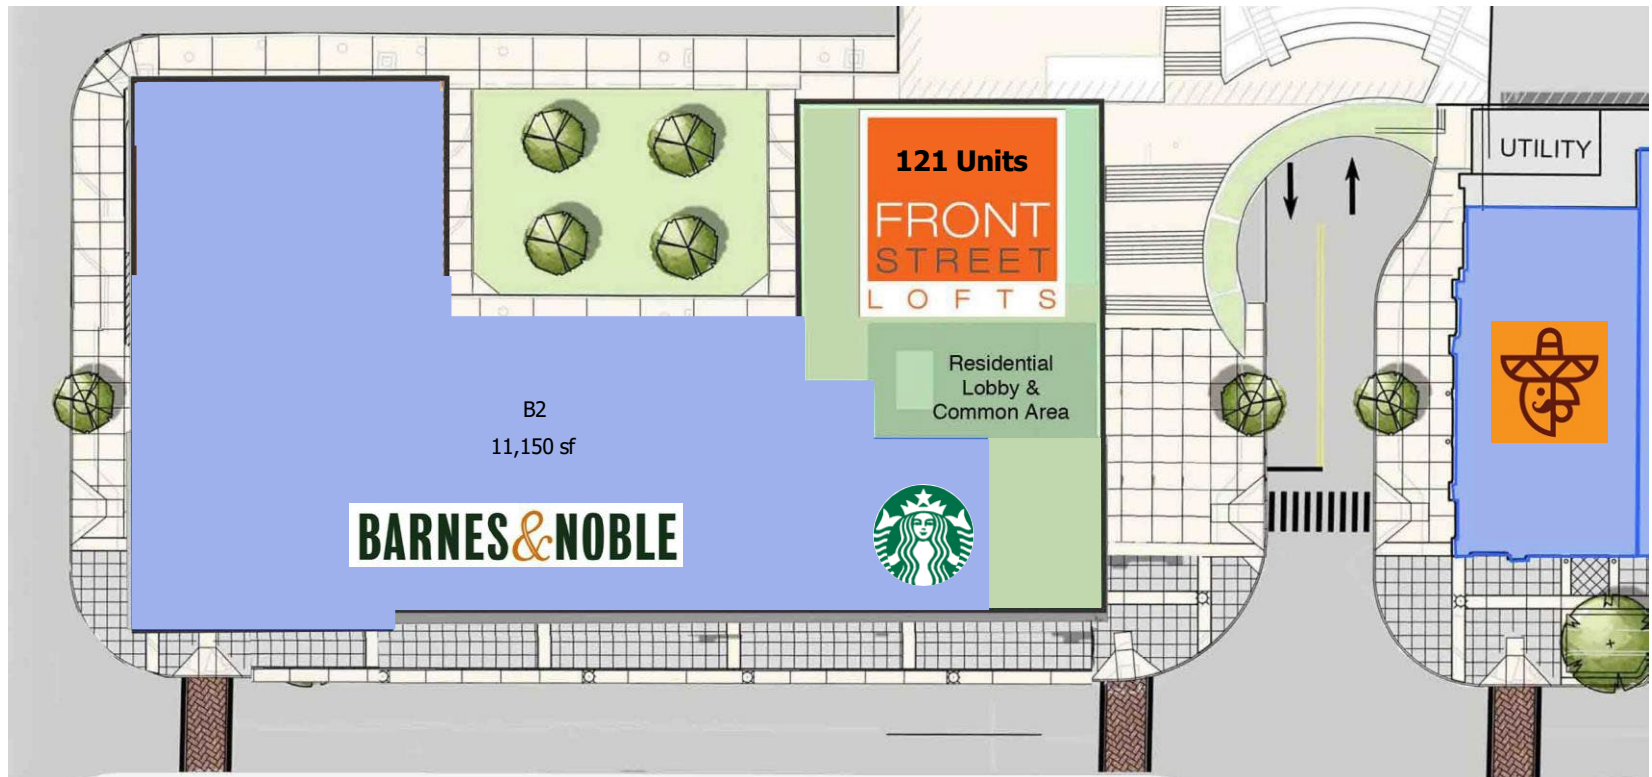 121 Units
FRONT
STREET
LOFTS
UTILITY
Residential
Lobby &
Common Area
B2
11,150 sf
BARNES&NOBLE